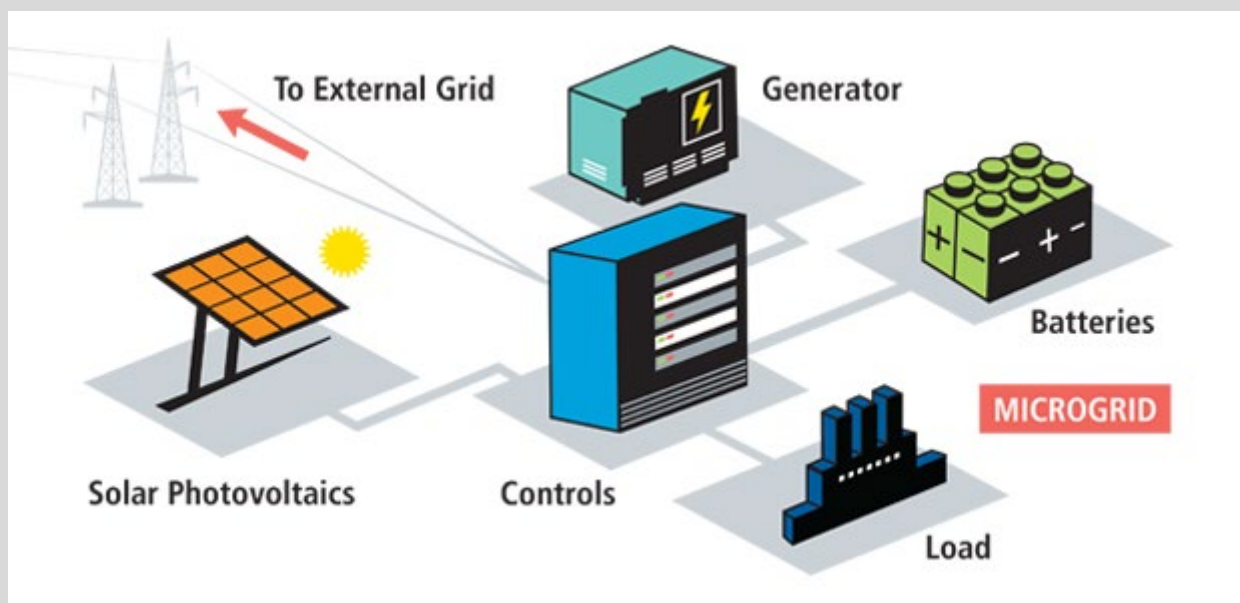 To External Grid
Generator
Batteries
MICROGRID
Solar Photovoltaics
Controls
Load